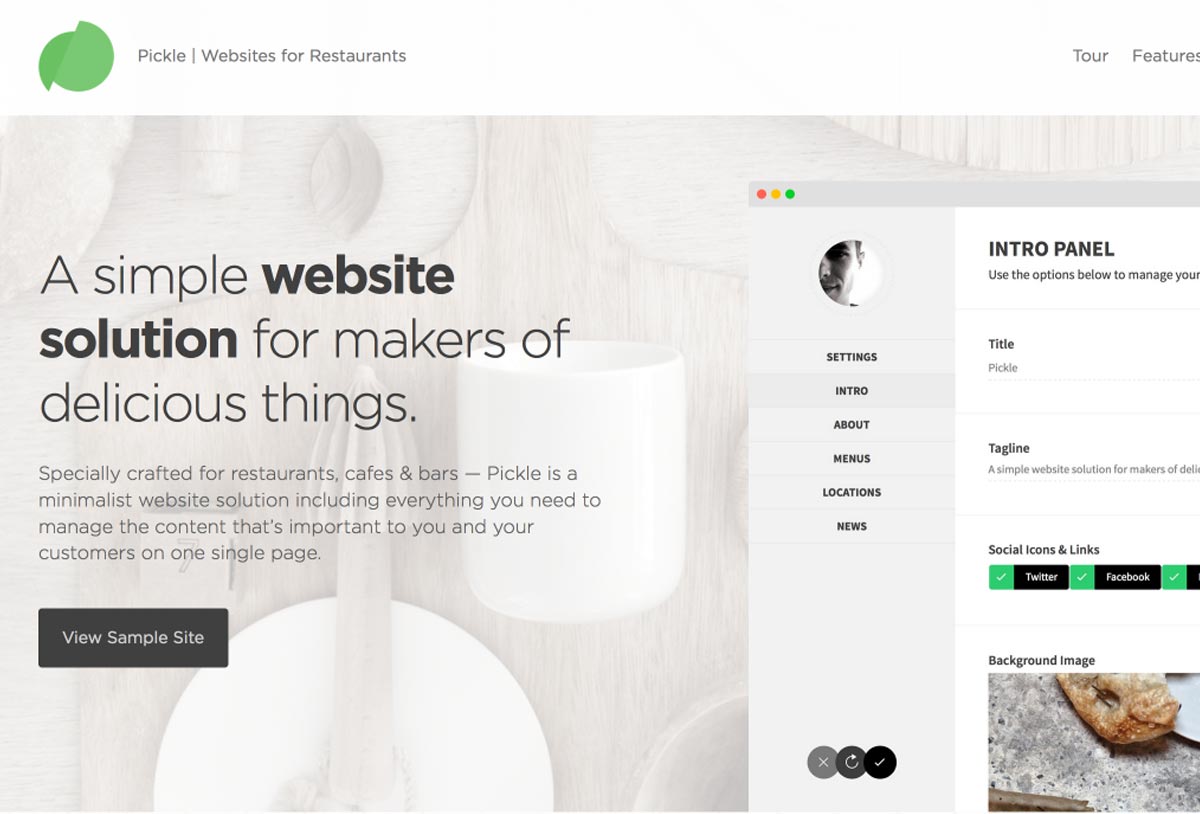 Pickle | Websites for Restaurants
Tour
Features
A simple website
solution for makers of
delicious things.
Specially crafted for restaurants, cafes & bars — Pickle is a
minimalist website solution including everything you need to
manage the content that's important to you and your
customers on one single page.
View Sample Site
SETTINGS
INTRO
ABOUT
MENUS
LOCATIONS
NEWS
INTRO PANEL
Use the options below to manage your
Title
Pickle
Tagline
A simple website solution for makers of
Social Icons & Links
Twitter
Facebook
Background Image